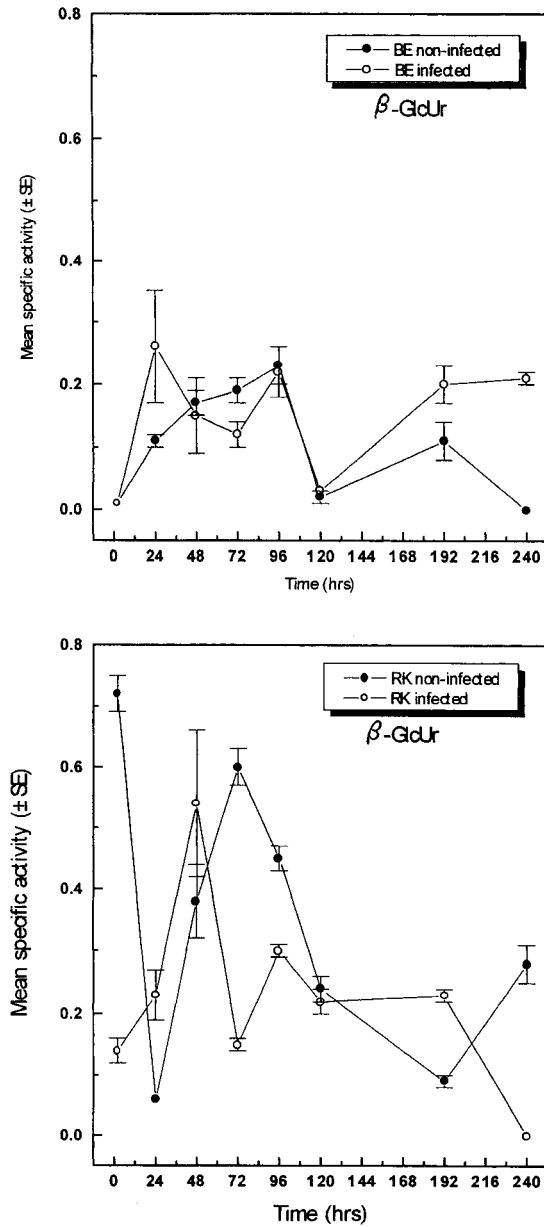 BE non-infected
BE infected
β-GlcUr
Mean specific activity (± SE)
0.8
0.6
0.4
0.2
0.0
0 24 48 72 96 120 144 168 192 216 240
Time (hrs)
RK non-infected
RK infected
β-GlcUr
Mean specific activity (± SE)
0.8
0.6
0.4
0.2
0.0
0 24 48 72 96 120 144 168 192 216 240
Time (hrs)